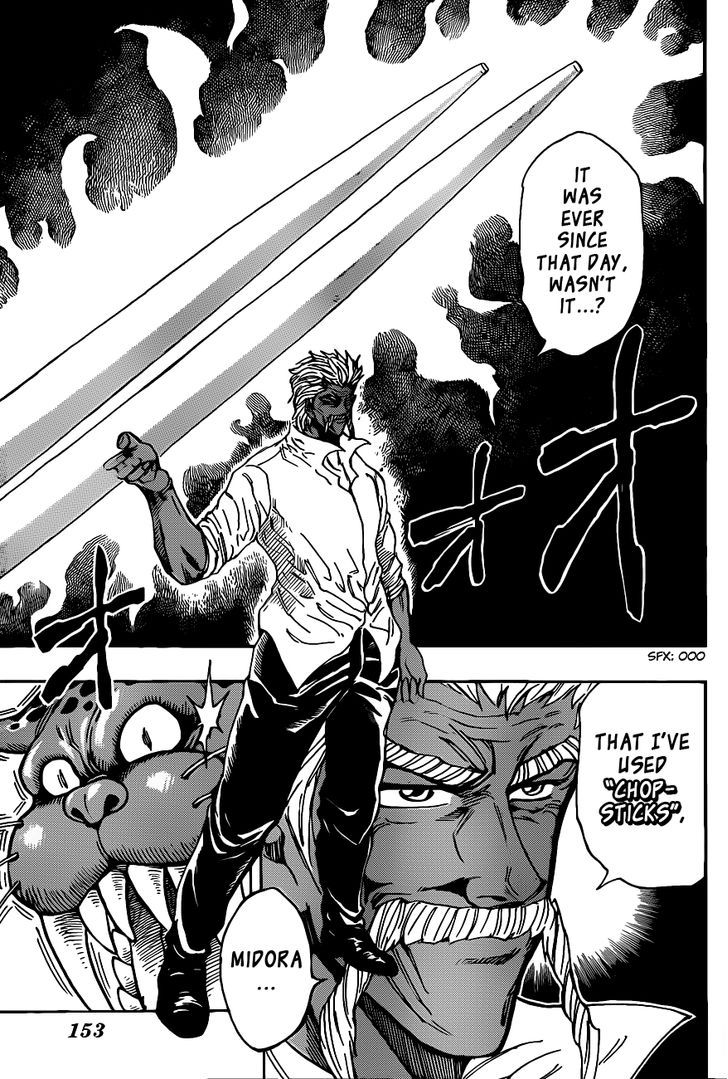 IT
WAS
EVER
SINCE
THAT DAY,
WASN'T
IT...?
オ
オ
オ
SFX: OOO
THAT I'VE
USED
"CHOP-
STICKS",
MIDORA
...
153